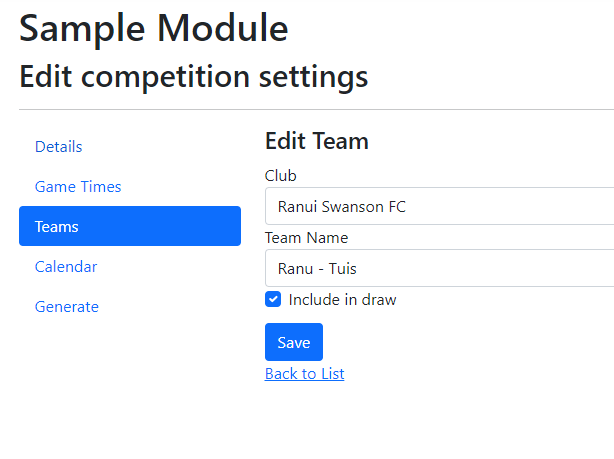 Sample Module
Edit competition settings
Details
Game Times
Teams
Calendar
Generate
Edit Team
Club
Ranui Swanson FC
Team Name
Ranu - Tuis
Include in draw
Save
Back to List